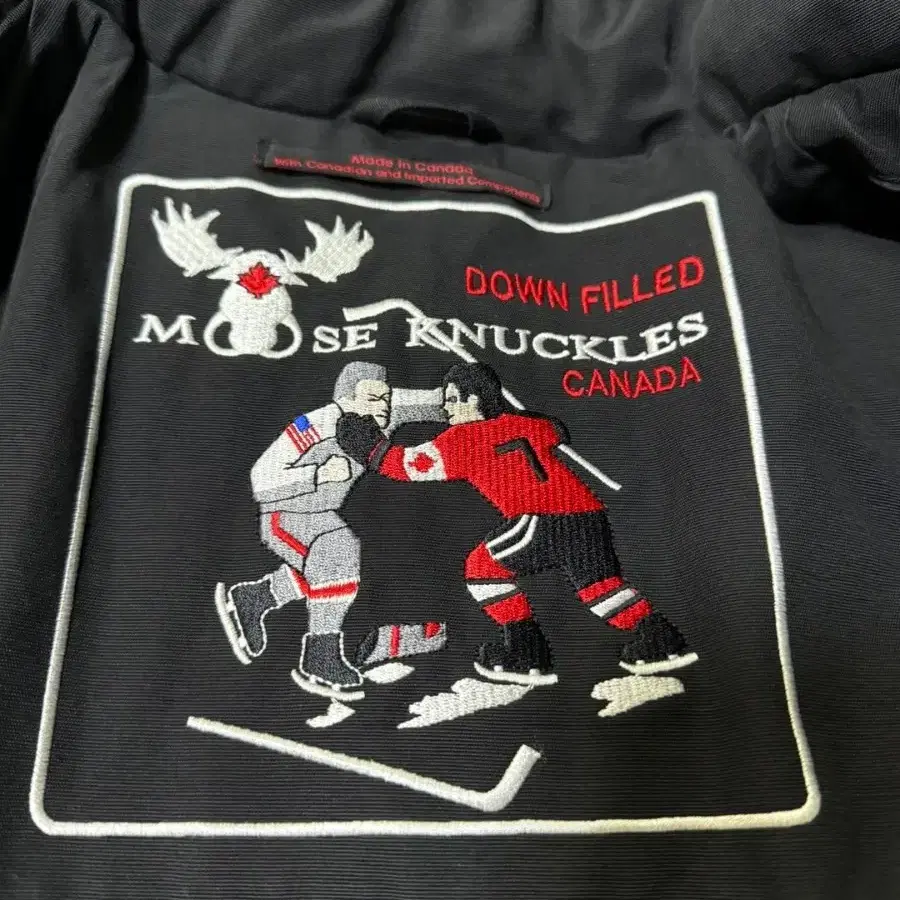 Made in Canada
With Canadian and Imported Components
DOWN FILLED
MOOSE KNUCKLES
CANADA
7